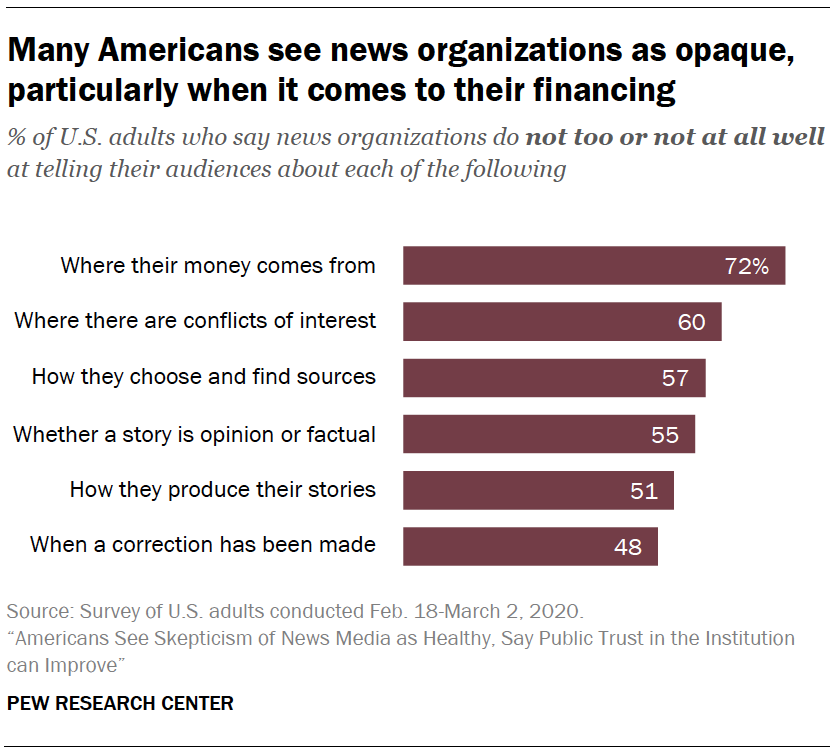 Many Americans see news organizations as opaque,
particularly when it comes to their financing
% of U.S. adults who say news organizations do not too or not at all well
at telling their audiences about each of the following
Where their money comes from 72%
Where there are conflicts of interest 60
How they choose and find sources 57
Whether a story is opinion or factual 55
How they produce their stories 51
When a correction has been made 48
Source: Survey of U.S. adults conducted Feb. 18-March 2, 2020.
“Americans See Skepticism of News Media as Healthy, Say Public Trust in the Institution
can Improve”
PEW RESEARCH CENTER